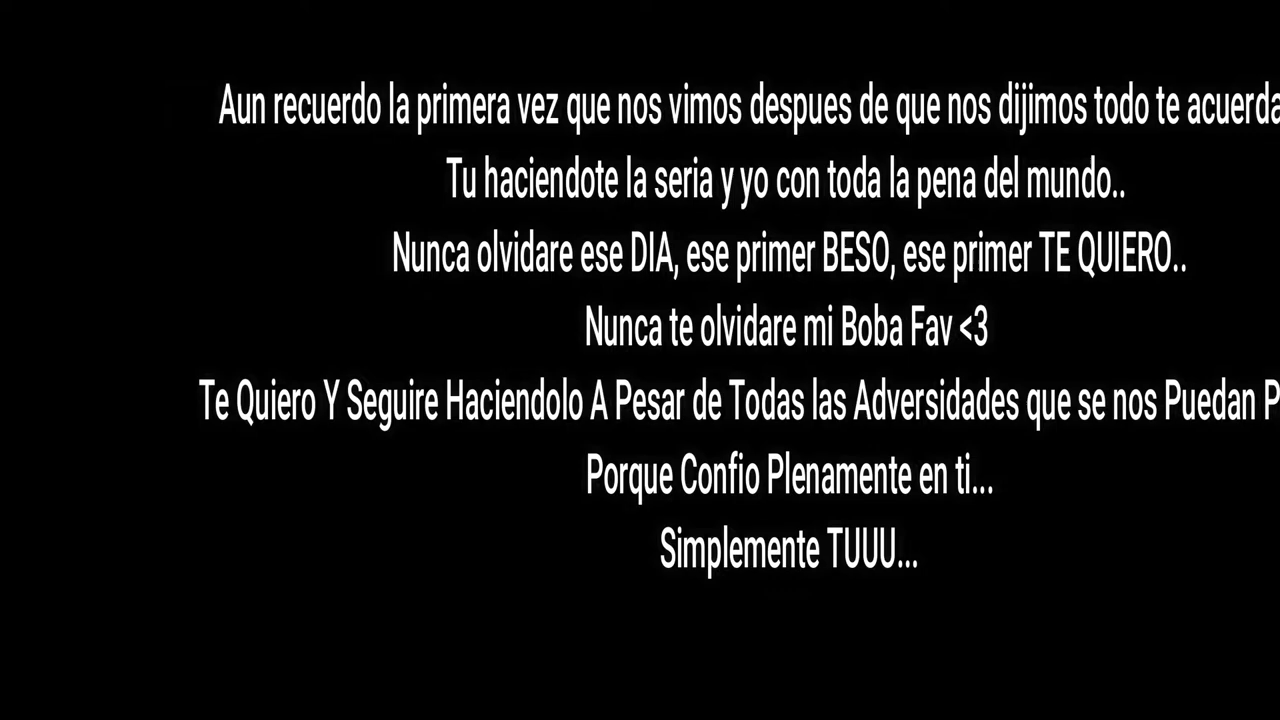 Aun recuerdo la primera vez que nos vimos despues de que nos dijimos todo te acuerda
Tu haciendote la seria y yo con toda la pena del mundo..
Nunca olvidare ese DIA, ese primer BESO, ese primer TE QUIERO..
Nunca te olvidare mi Boba Fav <3
Te Quiero Y Seguire Haciendolo A Pesar de Todas las Adversidades que se nos Puedan P
Porque Confio Plenamente en ti...
Simplemente TUUU...